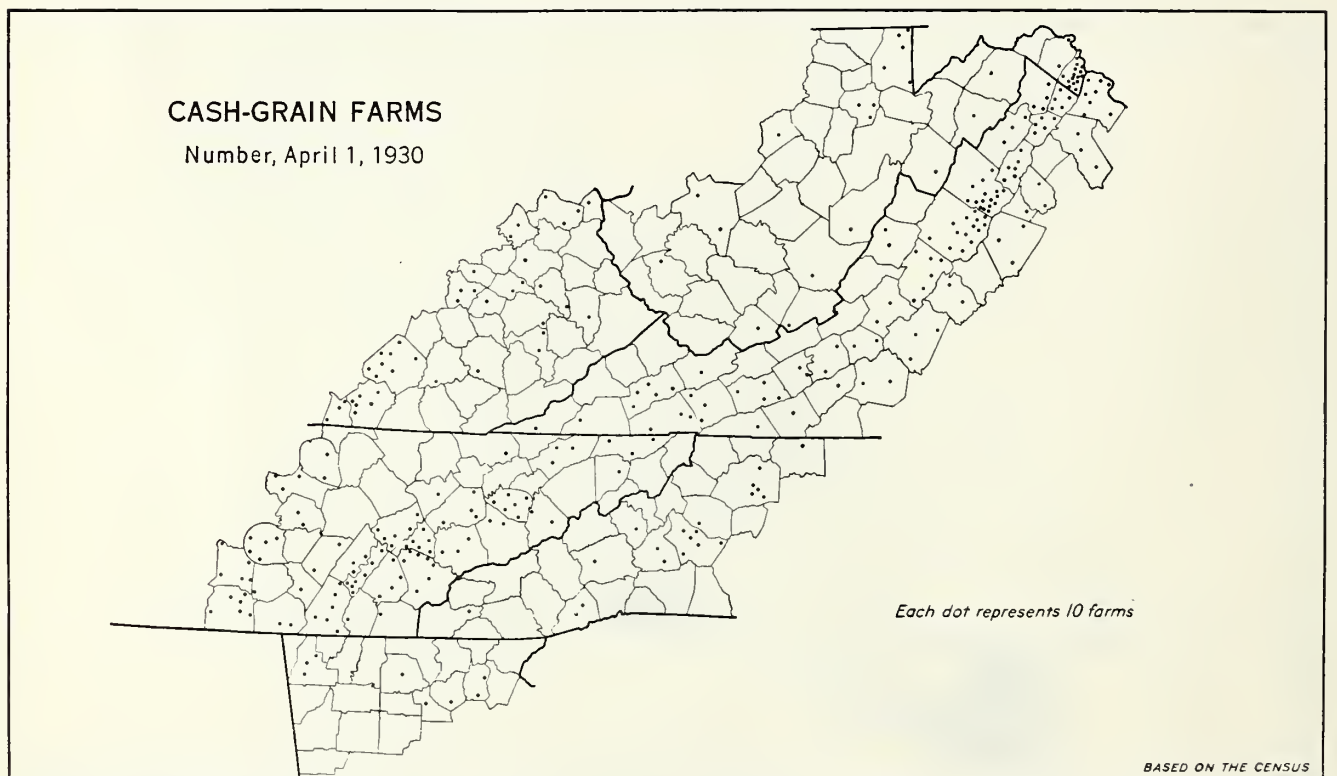 CASH-GRAIN FARMS
Number, April 1, 1930
Each dot represents 10 farms
BASED ON THE CENSUS